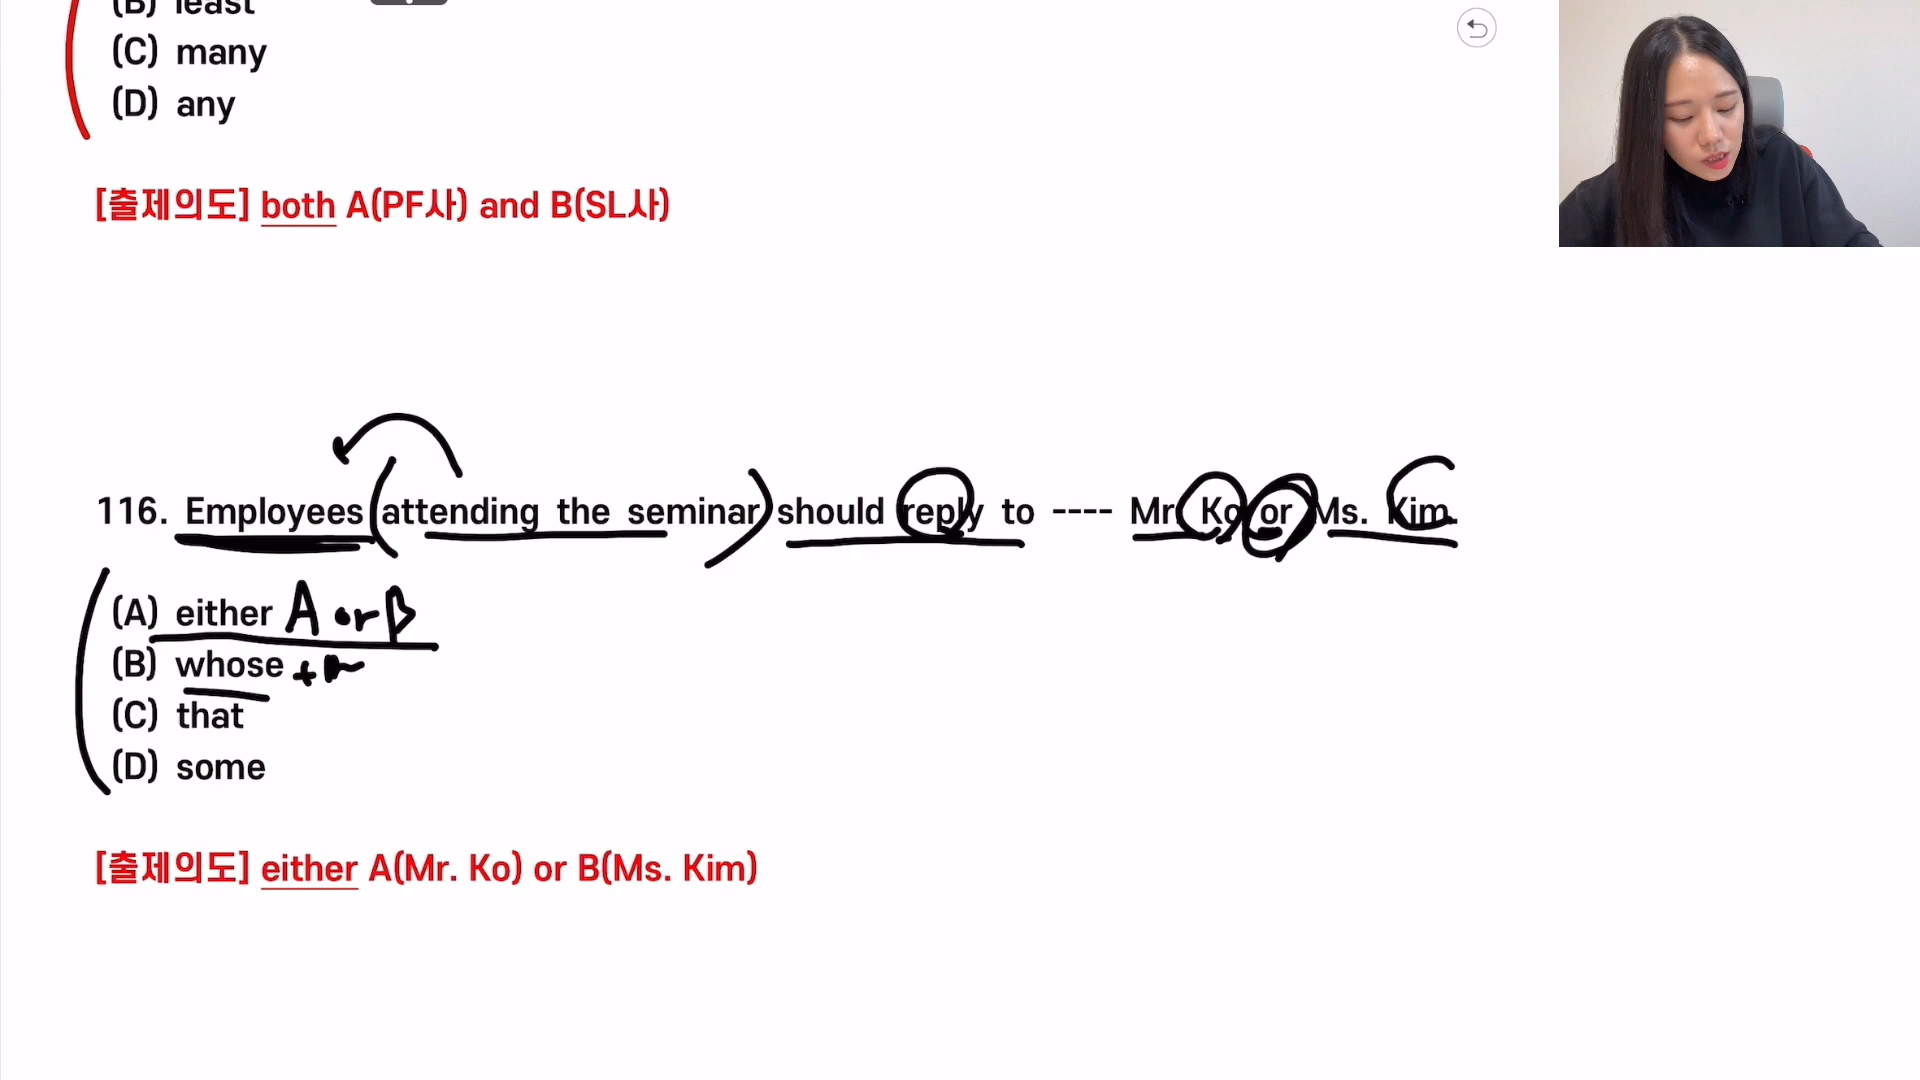 (B) least
(C) many
(D) any
[출제의도] both A(PF사) and B(SL사)
116. Employees (attending the seminar) should reply to ---- Mr. Ko or Ms. Kim.
(A) either A or B
(B) whose + n
(C) that
(D) some
[출제의도] either A(Mr. Ko) or B(Ms. Kim)